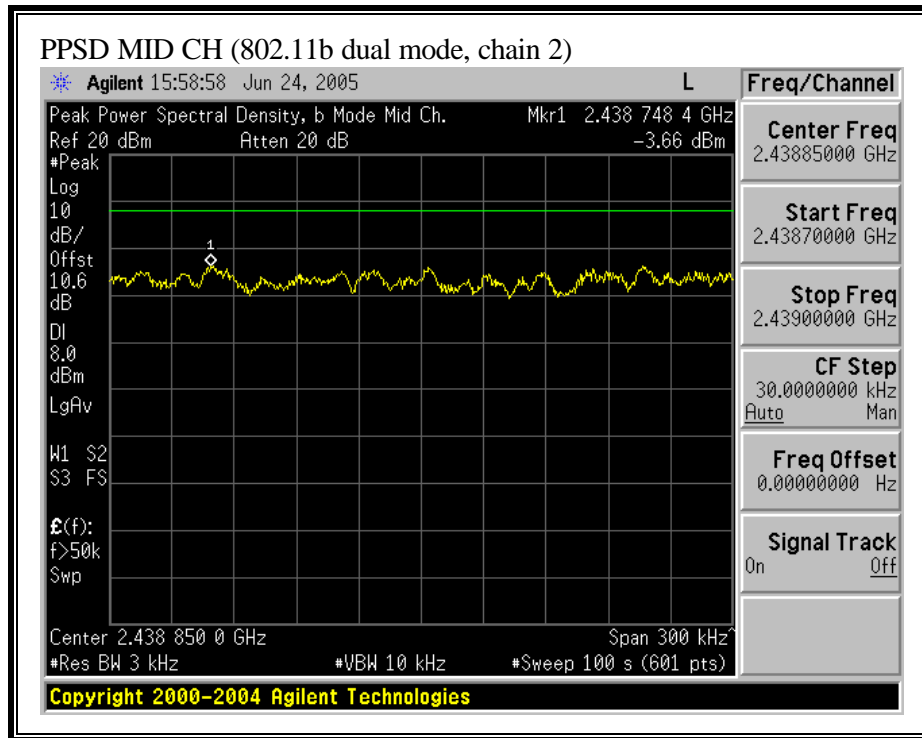 PPSD MID CH (802.11b dual mode, chain 2)
Agilent 15:58:58 Jun 24, 2005 L
Peak Power Spectral Density, b Mode Mid Ch. Mkr1 2.438 748 4 GHz
Ref 20 dBm Atten 20 dB -3.66 dBm
#Peak
Log
10
dB/
Offst
10.6
dB
DI
8.0
dBm
LgAv
W1 S2
S3 FS
£(f):
f>50k
Swp
1
Center 2.438 850 0 GHz Span 300 kHz^
#Res BW 3 kHz #VBW 10 kHz #Sweep 100 s (601 pts)
Copyright 2000-2004 Agilent Technologies
Freq/Channel
Center Freq
2.43885000 GHz
Start Freq
2.43870000 GHz
Stop Freq
2.43900000 GHz
CF Step
30.0000000 kHz
Auto Man
Freq Offset
0.00000000 Hz
Signal Track
On Off